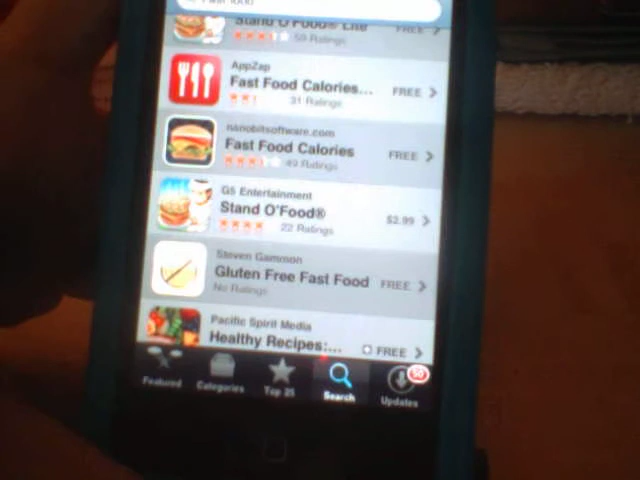 Stand O'Food® Lite
FREE
59 Ratings
AppZap
Fast Food Calories...
FREE
31 Ratings
nanobitsoftware.com
Fast Food Calories
FREE
49 Ratings
G5 Entertainment
Stand O'Food®
$2.99
22 Ratings
Steven Gammon
Gluten Free Fast Food
FREE
No Ratings
Pacific Spirit Media
Healthy Recipes:...
+ FREE
Featured
Categories
Top 25
Search
Updates